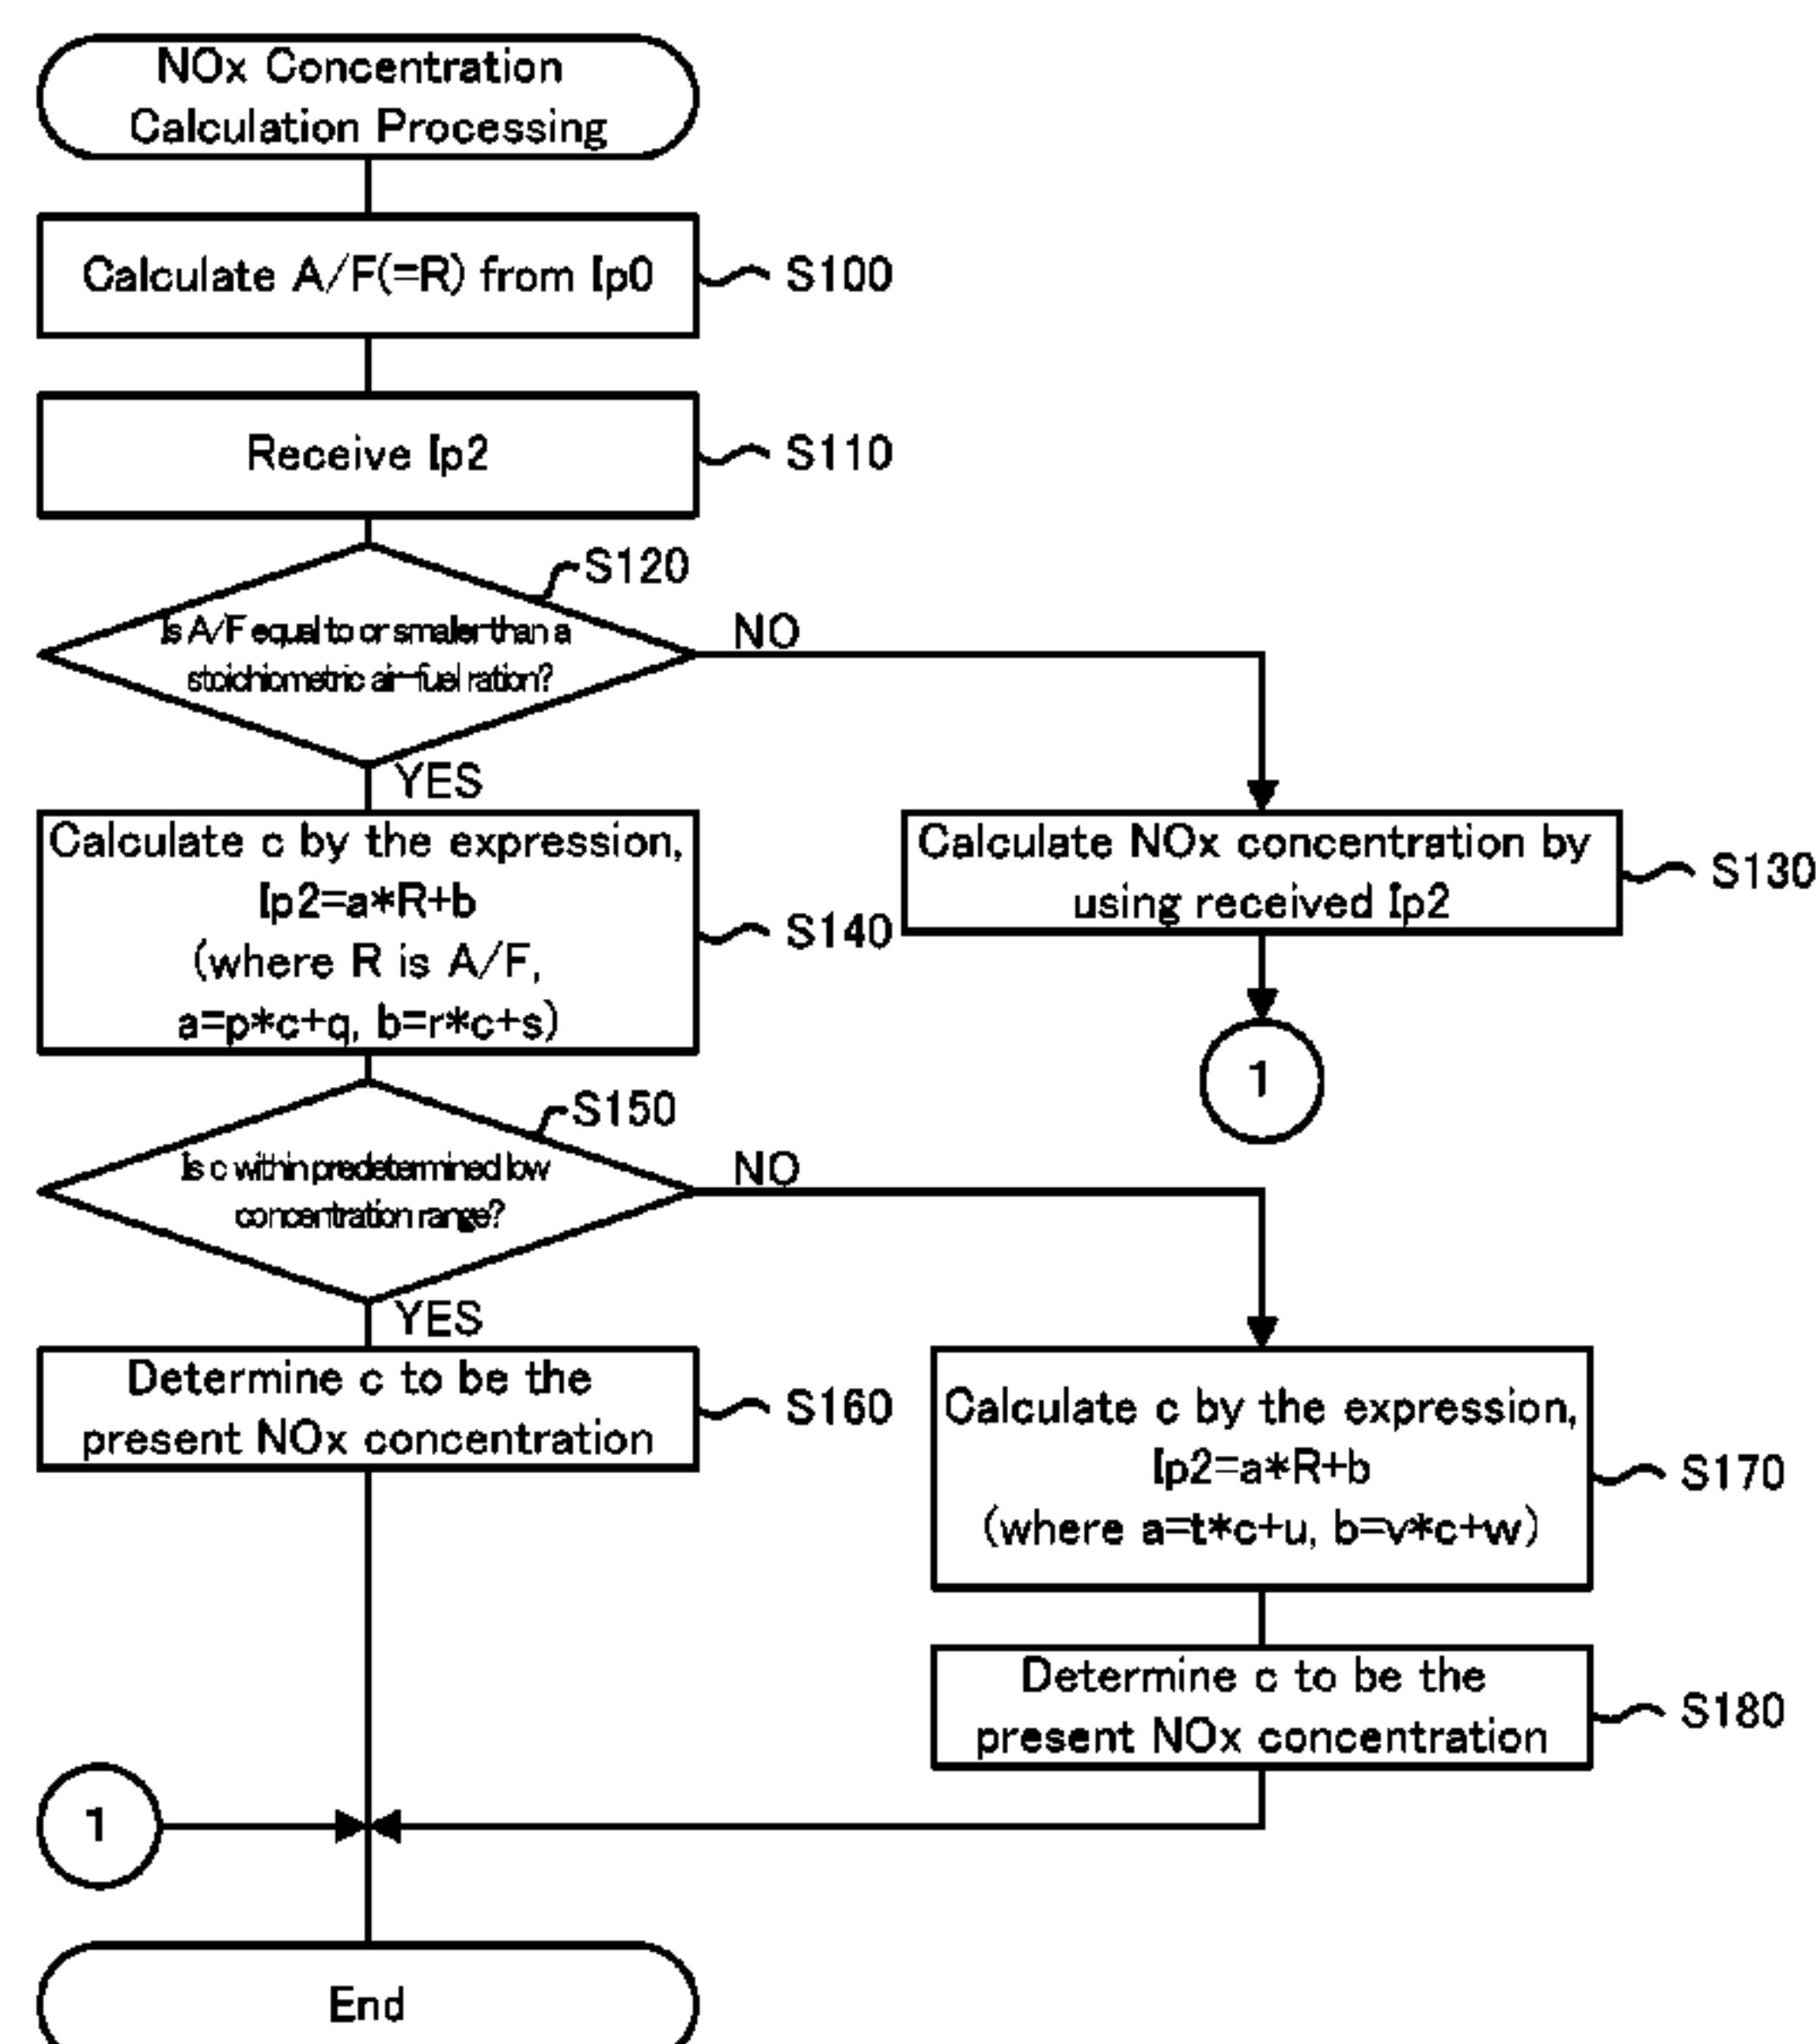 NOx Concentration
Calculation Processing
Calculate A/F(=R) from Ip0
S100
Receive Ip2
S110
S120
Is A/F equal to or smaller than a
stoichiometric air-fuel ration?
NO
YES
Calculate c by the expression,
Ip2=a*R+b
(where R is A/F,
a=p*c+q, b=r*c+s)
S140
Calculate NOx concentration by
using received Ip2
S130
1
S150
Is c within predetermined low
concentration range?
NO
YES
Determine c to be the
present NOx concentration
S160
Calculate c by the expression,
Ip2=a*R+b
(where a=t*c+u, b=v*c+w)
S170
Determine c to be the
present NOx concentration
S180
1
End